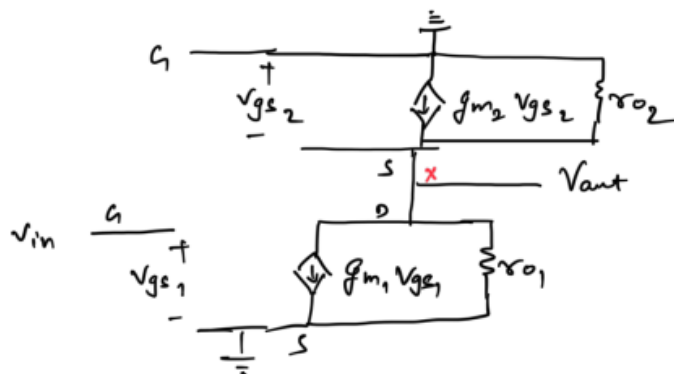 G
+
Vgs2
-
gm2 Vgs2
ro2
S
x
Vout
D
Vin
G
+
Vgs1
-
gm1 Vgs1
ro1
S